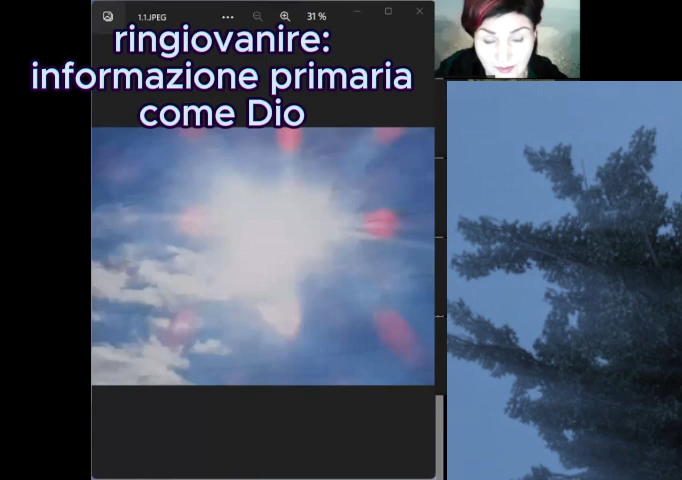 1.1.JPEG
31 %
ringiovanire:
informazione primaria
come Dio